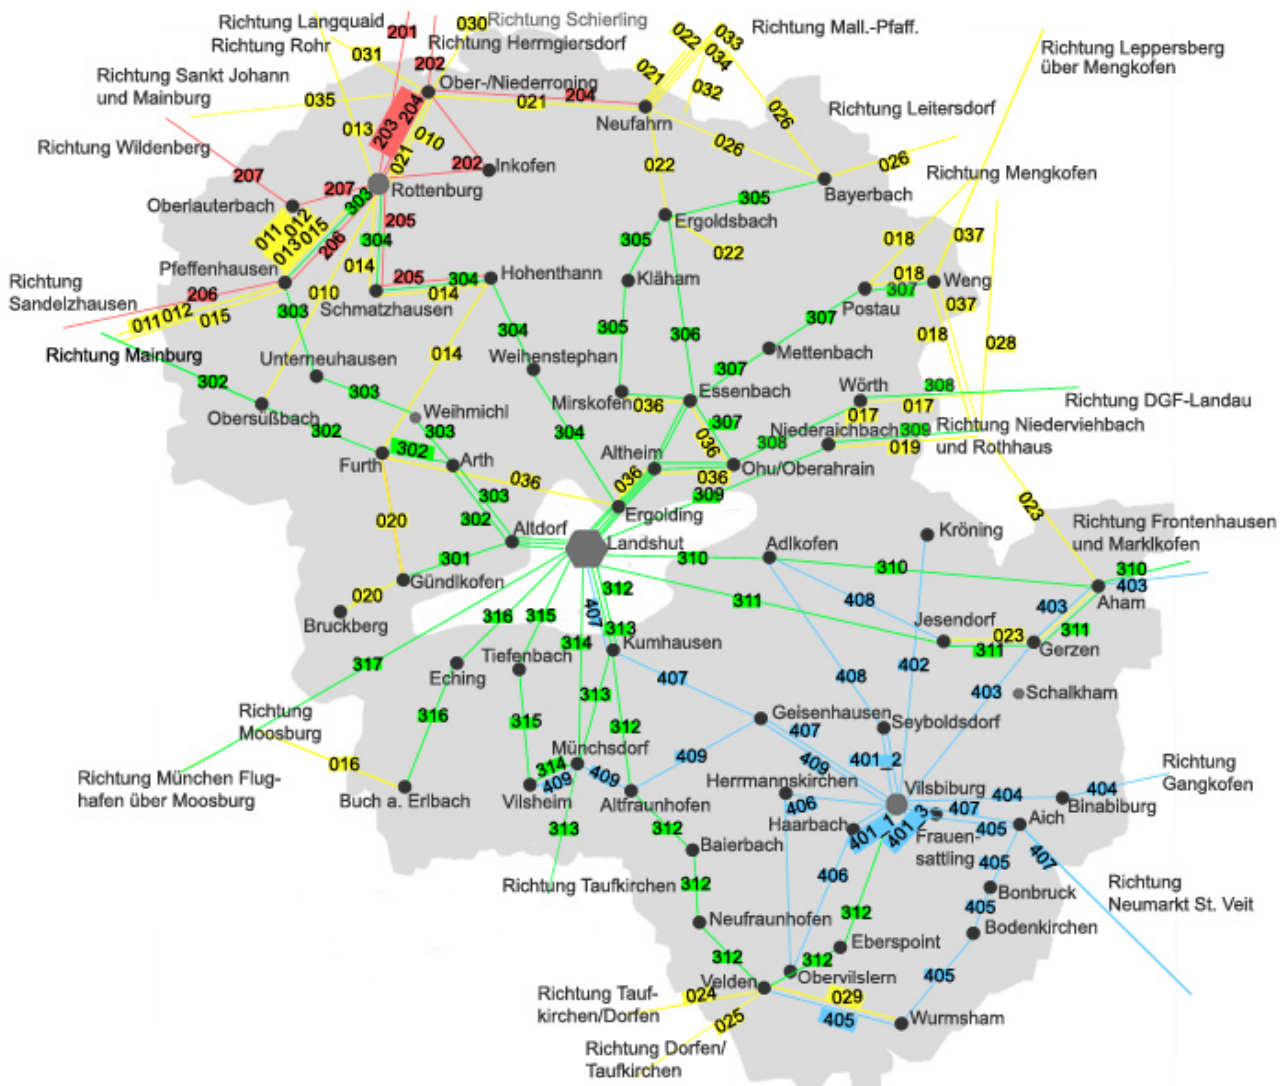 Richtung Langquaid
201
030
Richtung Schierling
Richtung Rohr
031
202
Richtung Herrngiersdorf
022
033
034
Richtung Mall.-Pfaff.
Richtung Leppersberg
über Mengkofen
Richtung Sankt Johann
und Mainburg
035
Ober-/Niederroning
021
204
021
032
Neufahrn
026
Richtung Leitersdorf
013
203
204
010
021
Richtung Wildenberg
207
202
Inkofen
022
026
026
Bayerbach
Richtung Mengkofen
207
Rottenburg
Oberlauterbach
303
305
011
012
013
015
206
205
304
Ergoldsbach
305
022
018
037
Pfeffenhausen
014
Hohenthann
Kläham
018
Weng
Richtung
Sandelzhausen
206
010
205
304
014
Schmatzhausen
307
Postau
011
012
015
303
037
Richtung Mainburg
304
305
306
307
018
028
014
Unterneuhausen
Weihenstephan
Mettenbach
302
303
307
Wörth
308
Essenbach
Mirskofen
036
017
017
Richtung DGF-Landau
Obersüßbach
Weihmichl
302
303
304
307
Niederaichbach
309
Richtung Niederviehbach
und Rothhaus
302
036
308
019
Furth
Arth
Altheim
036
Ohu/Oberahrain
036
036
303
309
023
302
Ergolding
020
Altdorf
Kröning
Richtung Frontenhausen
und Marklkofen
301
Landshut
310
Adlkofen
310
310
403
Gündlkofen
312
Aham
020
407
311
408
403
Bruckberg
316
315
313
Jesendorf
023
311
314
Kumhausen
311
Gerzen
317
Tiefenbach
402
Eching
407
408
403
Schalkham
313
Richtung
Moosburg
316
315
312
Geisenhausen
407
Seyboldsdorf
Münchsdorf
016
314
409
409
409
409
401_2
Richtung
Gangkofen
Richtung München Flug-
hafen über Moosburg
Herrmannskirchen
Vilsbiburg
404
404
Buch a. Erlbach
Vilsheim
Altfraunhofen
406
407
Binabiburg
313
312
Haarbach
401_1
401_3
405
Aich
Frauen-
sattling
Baierbach
407
406
405
Richtung Taufkirchen
312
Bonbruck
Richtung
Neumarkt St. Veit
Neufraunhofen
312
405
Bodenkirchen
Eberspoint
312
312
405
Velden
Obervilslern
Richtung Tauf-
kirchen/Dorfen
024
029
025
405
Wurmsham
Richtung Dorfen/
Taufkirchen